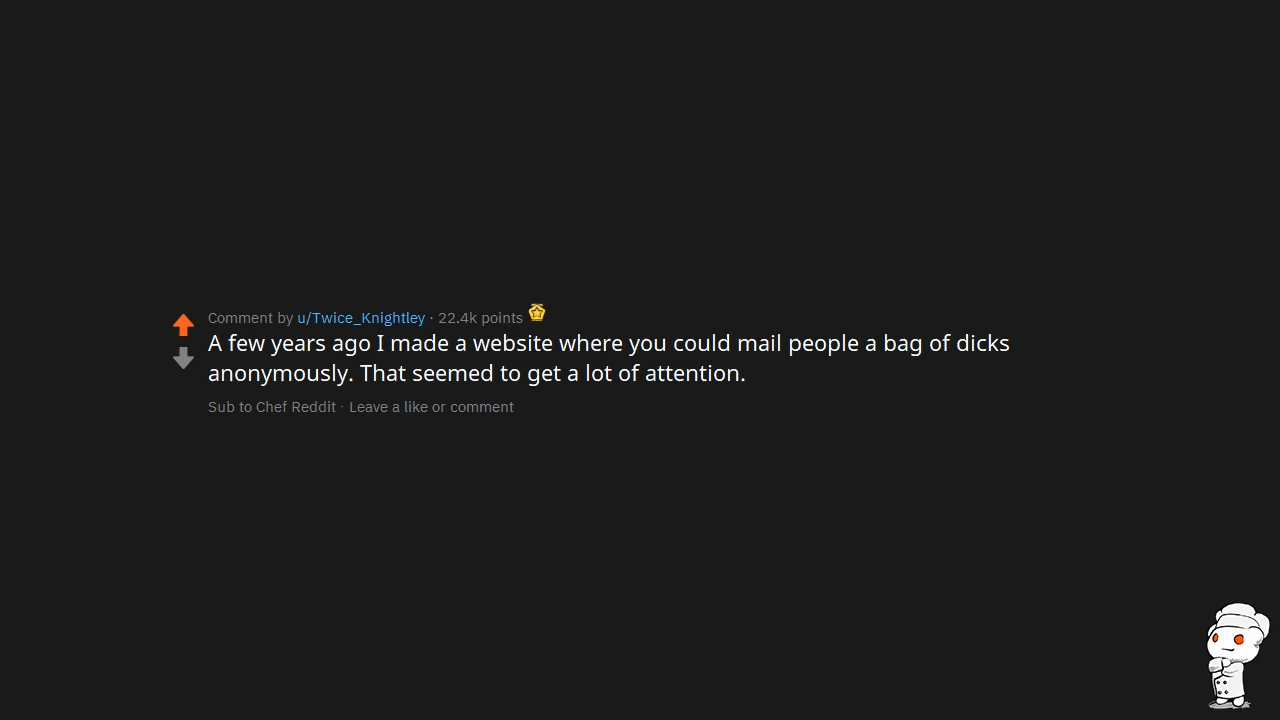 Comment by u/Twice_Knightley · 22.4k points
A few years ago I made a website where you could mail people a bag of dicks
anonymously. That seemed to get a lot of attention.
Sub to Chef Reddit · Leave a like or comment